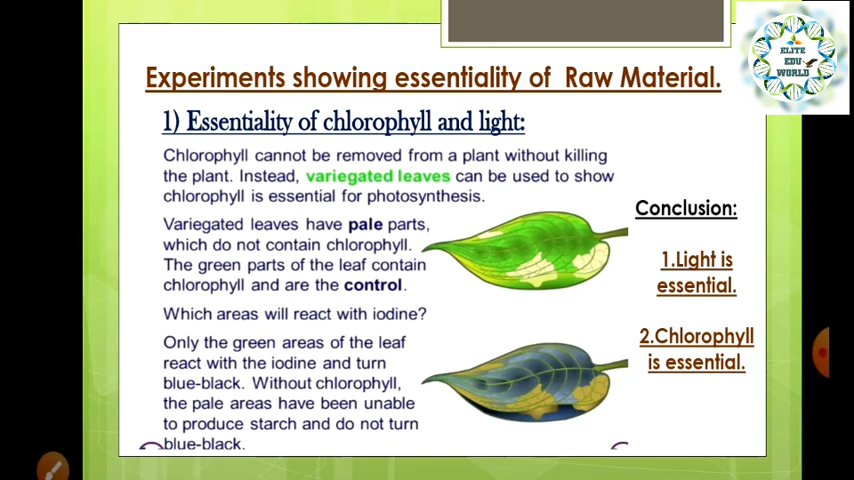 ELITE
EDU
WORLD
Experiments showing essentiality of Raw Material.
1) Essentiality of chlorophyll and light:
Chlorophyll cannot be removed from a plant without killing
the plant. Instead, variegated leaves can be used to show
chlorophyll is essential for photosynthesis.
Variegated leaves have pale parts,
which do not contain chlorophyll.
The green parts of the leaf contain
chlorophyll and are the control.
Which areas will react with iodine?
Only the green areas of the leaf
react with the iodine and turn
blue-black. Without chlorophyll,
the pale areas have been unable
to produce starch and do not turn
blue-black.
Conclusion:
1.Light is
essential.
2.Chlorophyll
is essential.